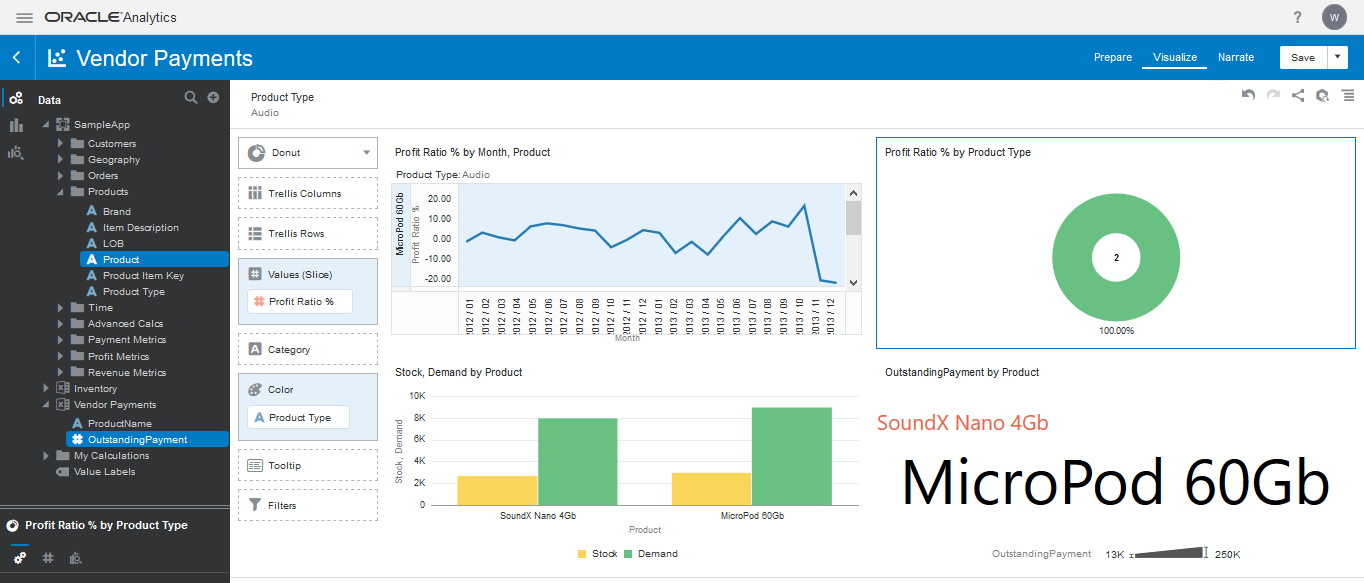 ORACLE Analytics
?
W
Vendor Payments
Prepare
Visualize
Narrate
Save
Data
SampleApp
Customers
Geography
Orders
Products
A Brand
A Item Description
A LOB
A Product
A Product Item Key
A Product Type
Time
Advanced Calcs
Payment Metrics
Profit Metrics
Revenue Metrics
Inventory
Vendor Payments
A ProductName
# OutstandingPayment
My Calculations
Value Labels
Profit Ratio % by Product Type
#
Product Type
Audio
Donut
Trellis Columns
Trellis Rows
# Values (Slice)
# Profit Ratio %
A Category
Color
A Product Type
Tooltip
Filters
Profit Ratio % by Month, Product
Product Type: Audio
MicroPod 60Gb
Profit Ratio %
20.00
10.00
0.00
-10.00
-20.00
2012 / 01
2012 / 02
2012 / 03
2012 / 04
2012 / 05
2012 / 06
2012 / 07
2012 / 08
2012 / 09
2012 / 10
2012 / 11
2012 / 12
2013 / 01
2013 / 02
2013 / 03
2013 / 04
2013 / 05
2013 / 06
2013 / 07
2013 / 08
2013 / 09
2013 / 10
2013 / 11
2013 / 12
Month
Profit Ratio % by Product Type
2
100.00%
Stock, Demand by Product
Stock, Demand
10K
8K
6K
4K
2K
0
SoundX Nano 4Gb
MicroPod 60Gb
Product
Stock
Demand
OutstandingPayment by Product
SoundX Nano 4Gb
MicroPod 60Gb
OutstandingPayment
13K
250K